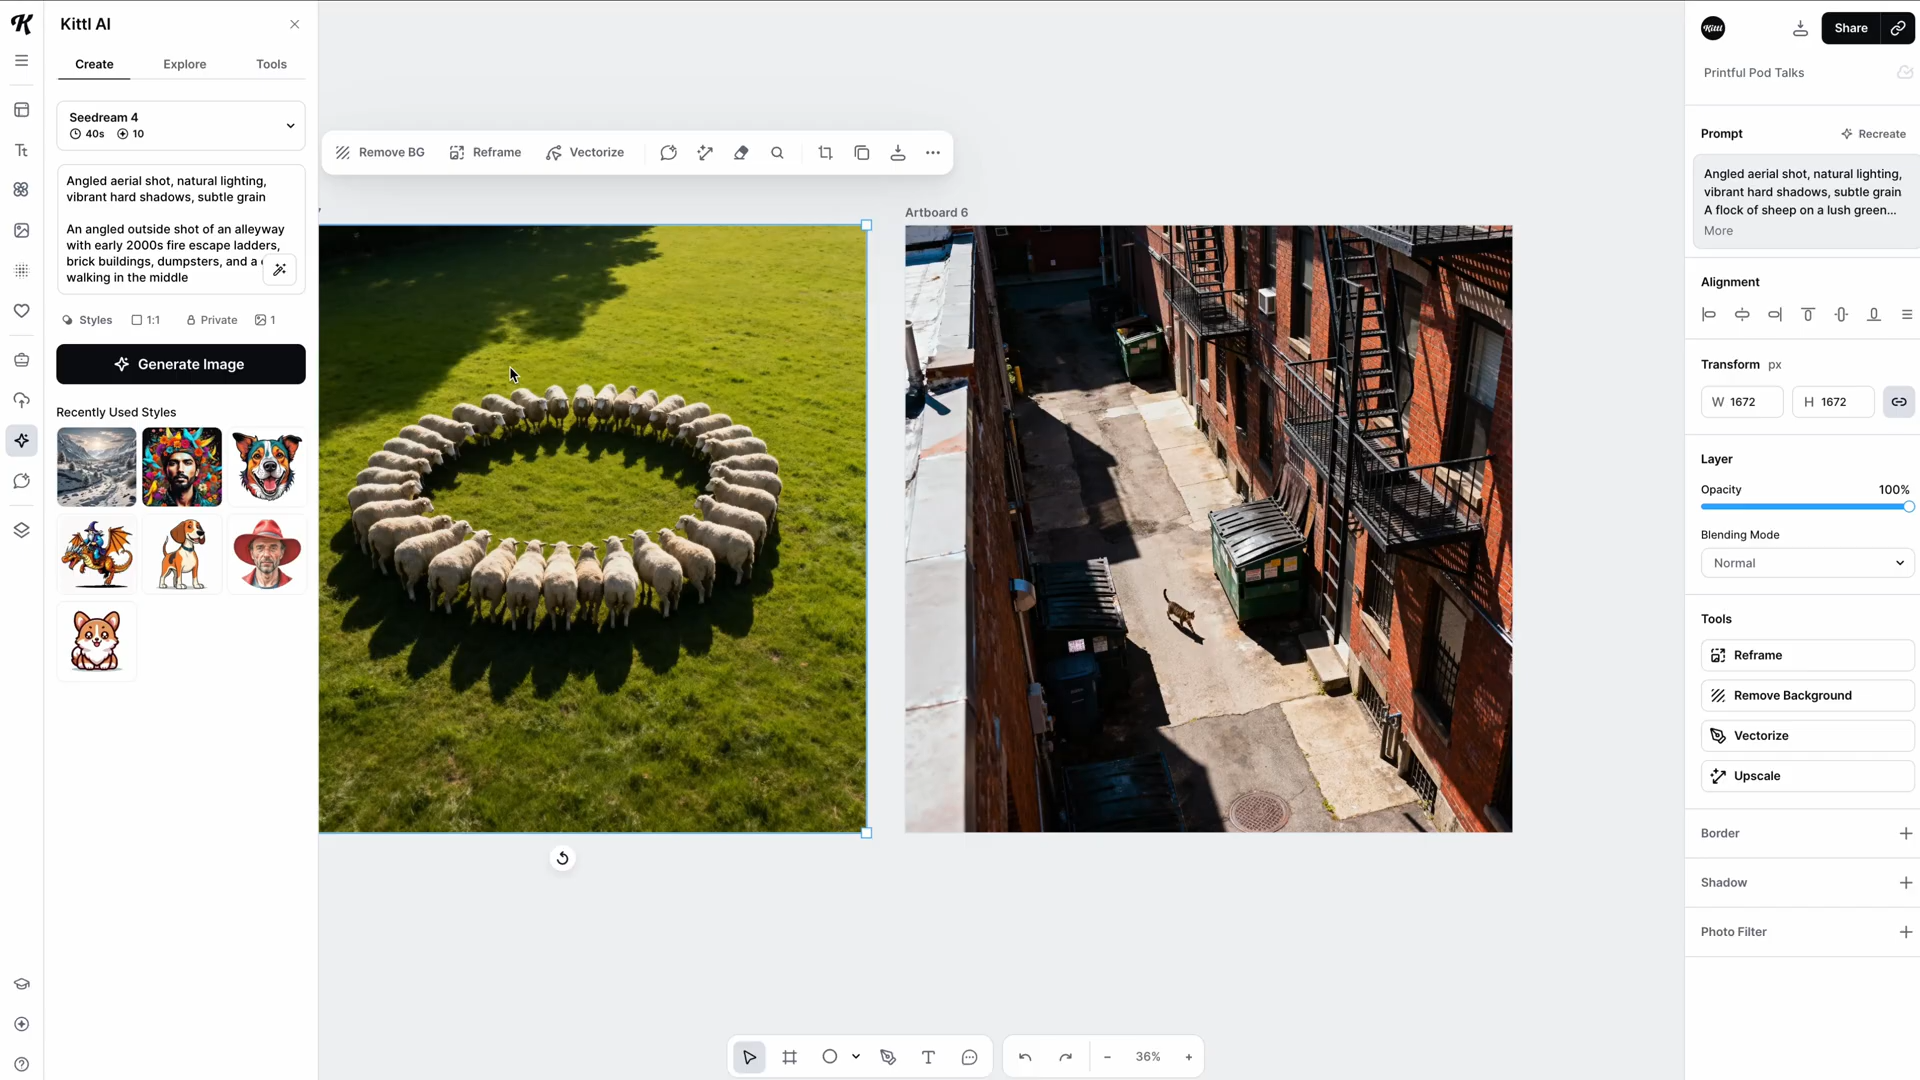 Kittl AI
Create
Explore
Tools
Seedream 4
40s
10
Angled aerial shot, natural lighting,
vibrant hard shadows, subtle grain
An angled outside shot of an alleyway
with early 2000s fire escape ladders,
brick buildings, dumpsters, and a
walking in the middle
Styles
1:1
Private
1
Generate Image
Recently Used Styles
Remove BG
Reframe
Vectorize
Artboard 6
36%
Kittl
Share
Printful Pod Talks
Prompt
Recreate
Angled aerial shot, natural lighting,
vibrant hard shadows, subtle grain
A flock of sheep on a lush green...
More
Alignment
Transform px
W 1672
H 1672
Layer
Opacity
100%
Blending Mode
Normal
Tools
Reframe
Remove Background
Vectorize
Upscale
Border
Shadow
Photo Filter